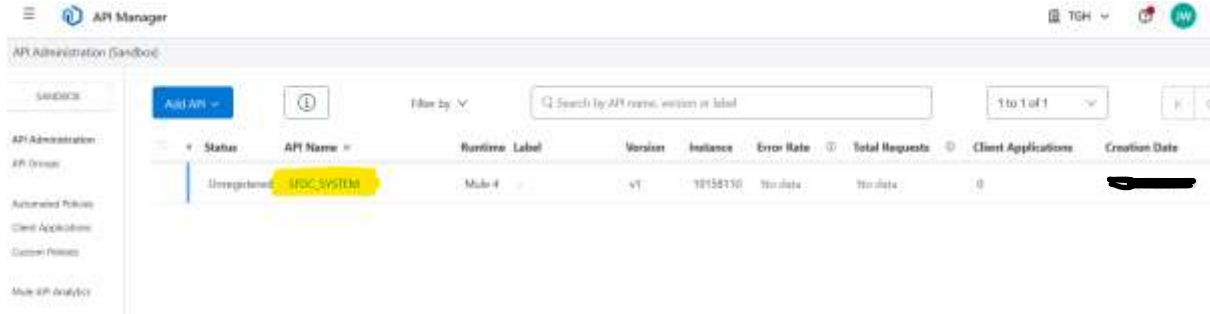 API Manager
TGH
JW
API Administration (Sandbox)
SANDBOX
Add API
Filter by
Search by API name, version or label
1 to 1 of 1
API Administration
API Groups
Automated Policies
Client Applications
Custom Policies
Mule API Analytics
Status API Name Runtime Label Version Instance Error Rate Total Requests Client Applications Creation Date
Unregistered SFDC_SYSTEM Mule 4 v1 10158110 No data No data 0